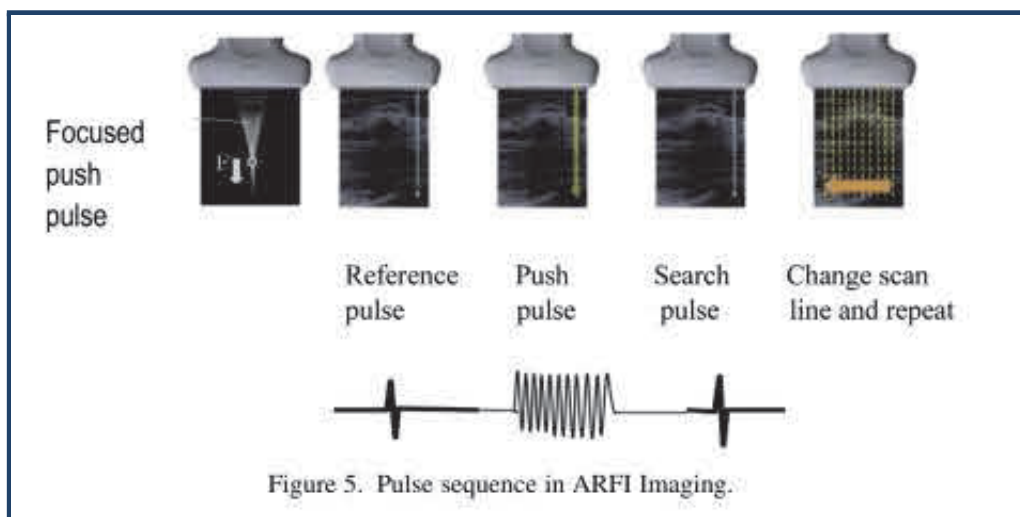 Focused
push
pulse
F
Reference
pulse
Push
pulse
Search
pulse
Change scan
line and repeat
Figure 5. Pulse sequence in ARFI Imaging.